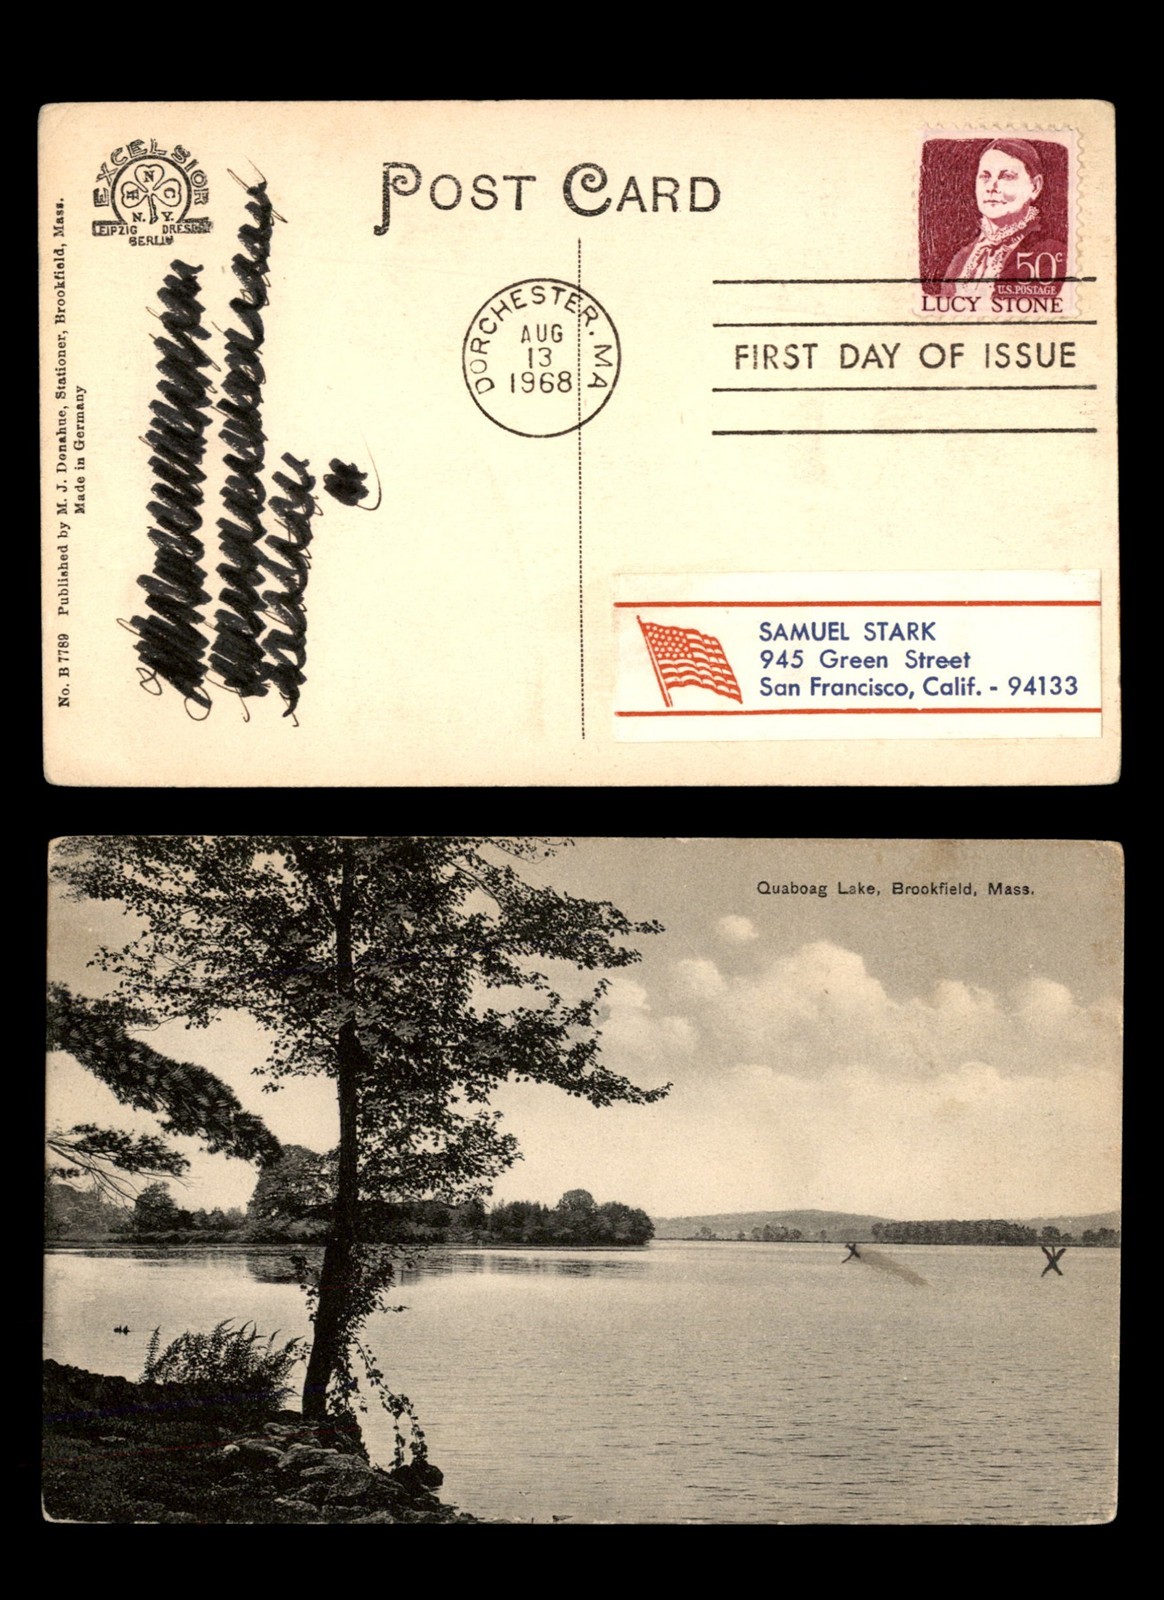 EXCELSIOR
N
H C
N. Y.
LEIPZIG DRESDEN
BERLIN
POST CARD
No. B 7789 Published by M. J. Donahue, Stationer, Brookfield, Mass.
Made in Germany
50c
U.S. POSTAGE
LUCY STONE
DORCHESTER. MA
AUG
13
1968
FIRST DAY OF ISSUE
SAMUEL STARK
945 Green Street
San Francisco, Calif. - 94133
Quaboag Lake, Brookfield, Mass.
X
X